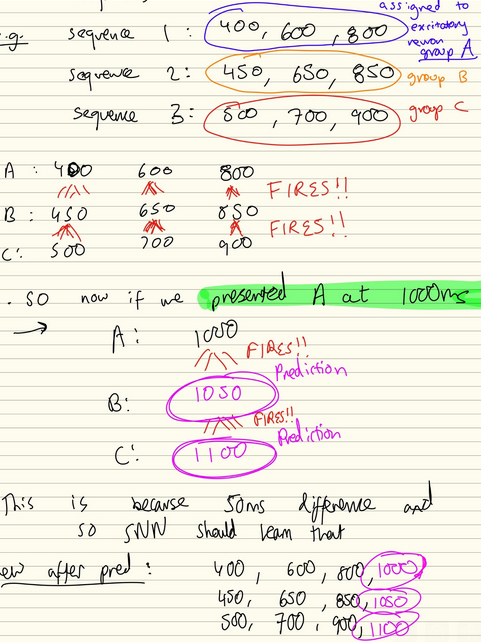 assigned to
e.g. sequence 1 : 400, 600, 800 excitatory
neuron
group A
sequence 2: 450, 650, 850 group B
sequence 3: 500, 700, 900 group C
A : 400 600 800
FIRES!!
B : 450 650 850
FIRES!!
C: 500 700 900
. so now if we presented A at 1000ms
→ A: 1000
FIRES!!
Prediction
B: 1050
FIRES!!
Prediction
C: 1100
This is because 50ms difference and
so SNN should learn that
ew after pred: 400, 600, 800, 1000
450, 650, 850, 1050
500, 700, 900, 1100